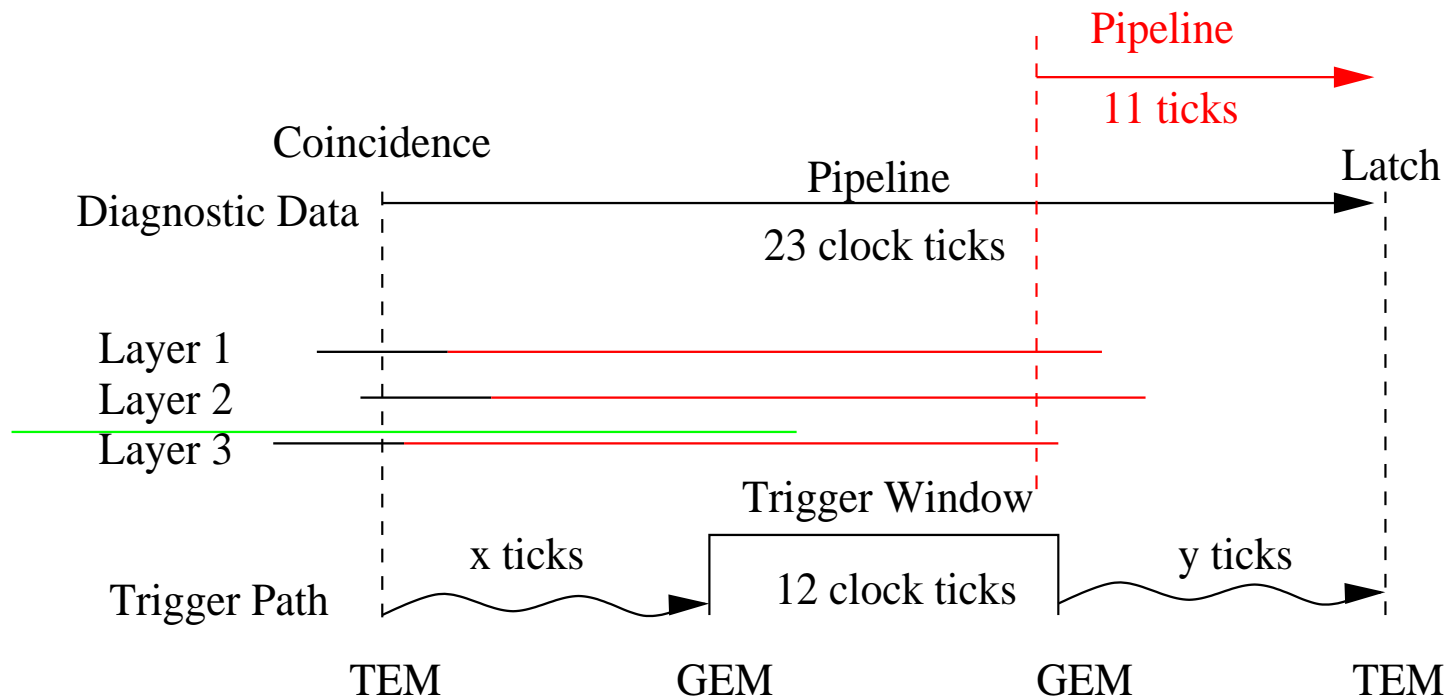 Pipeline
11 ticks
Coincidence
Latch
Pipeline
Diagnostic Data
23 clock ticks
Layer 1
Layer 2
Layer 3
Trigger Window
x ticks
y ticks
12 clock ticks
Trigger Path
TEM
GEM
GEM
TEM